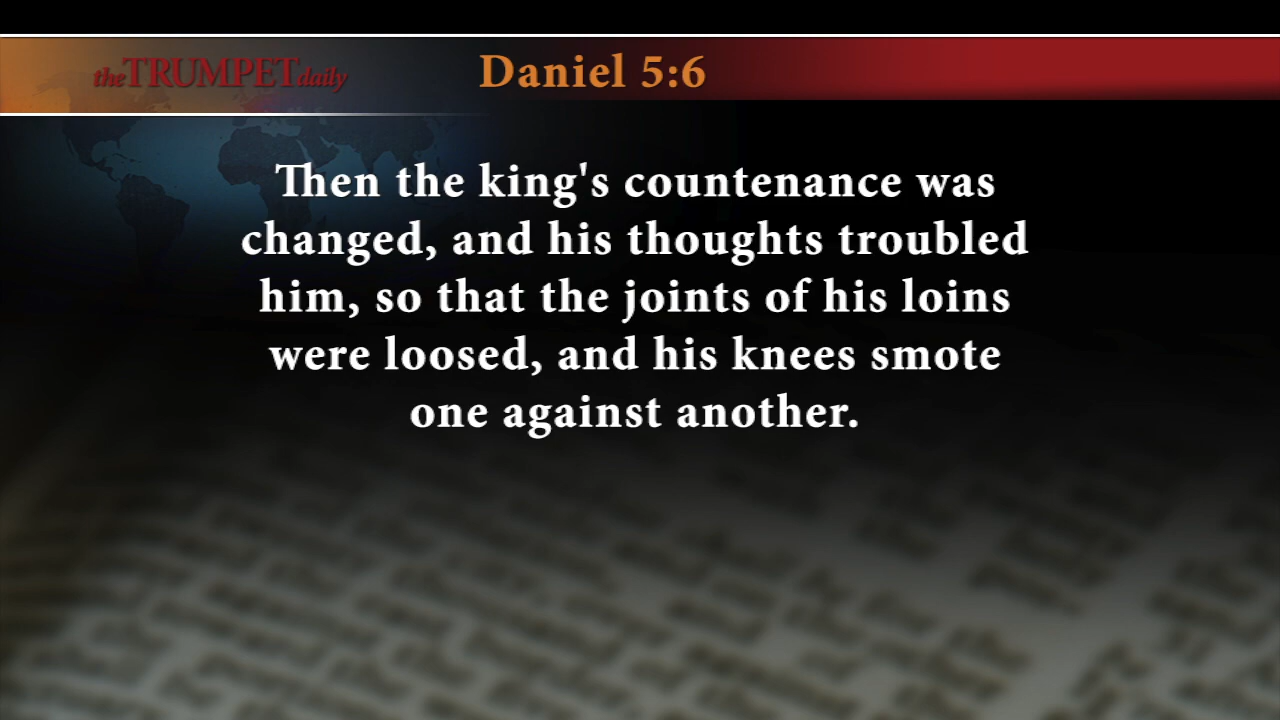 theTRUMPETdaily Daniel 5:6
Then the king's countenance was
changed, and his thoughts troubled
him, so that the joints of his loins
were loosed, and his knees smote
one against another.